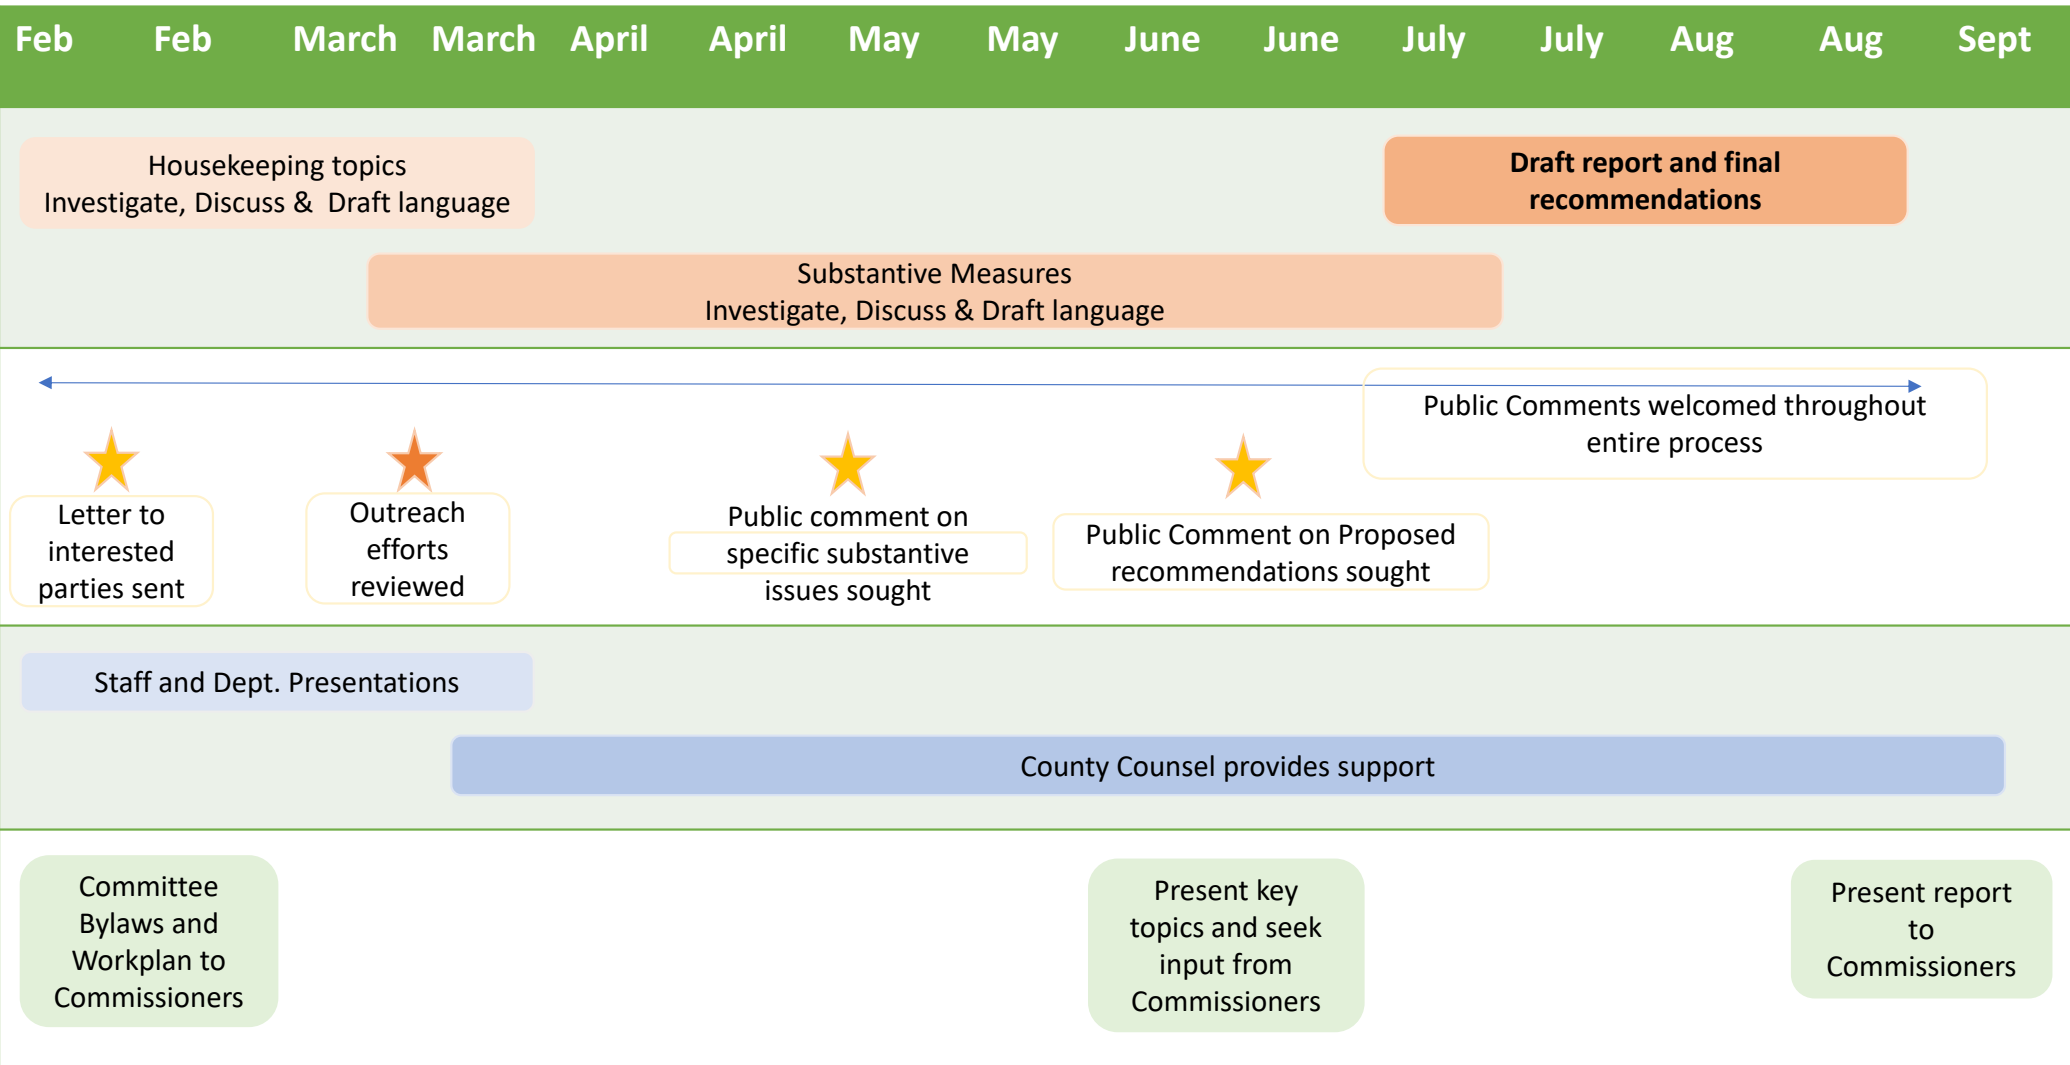 Feb Feb March March April April May May June June July July Aug Aug Sept
Housekeeping topics
Investigate, Discuss & Draft language
Draft report and final
recommendations
Substantive Measures
Investigate, Discuss & Draft language
Public Comments welcomed throughout
entire process
Letter to
interested
parties sent
Outreach
efforts
reviewed
Public comment on
specific substantive
issues sought
Public Comment on Proposed
recommendations sought
Staff and Dept. Presentations
County Counsel provides support
Committee
Bylaws and
Workplan to
Commissioners
Present key
topics and seek
input from
Commissioners
Present report
to
Commissioners